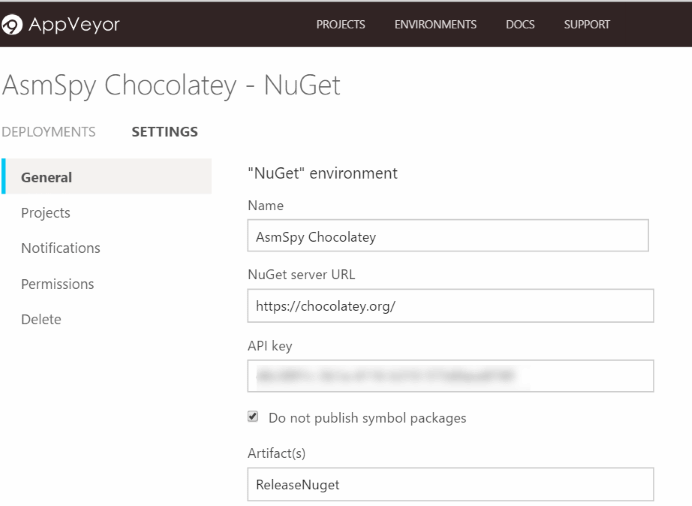 AppVeyor PROJECTS ENVIRONMENTS DOCS SUPPORT
AsmSpy Chocolatey - NuGet
DEPLOYMENTS SETTINGS
General
Projects
Notifications
Permissions
Delete
"NuGet" environment
Name
AsmSpy Chocolatey
NuGet server URL
https://chocolatey.org/
API key
Do not publish symbol packages
Artifact(s)
ReleaseNuget